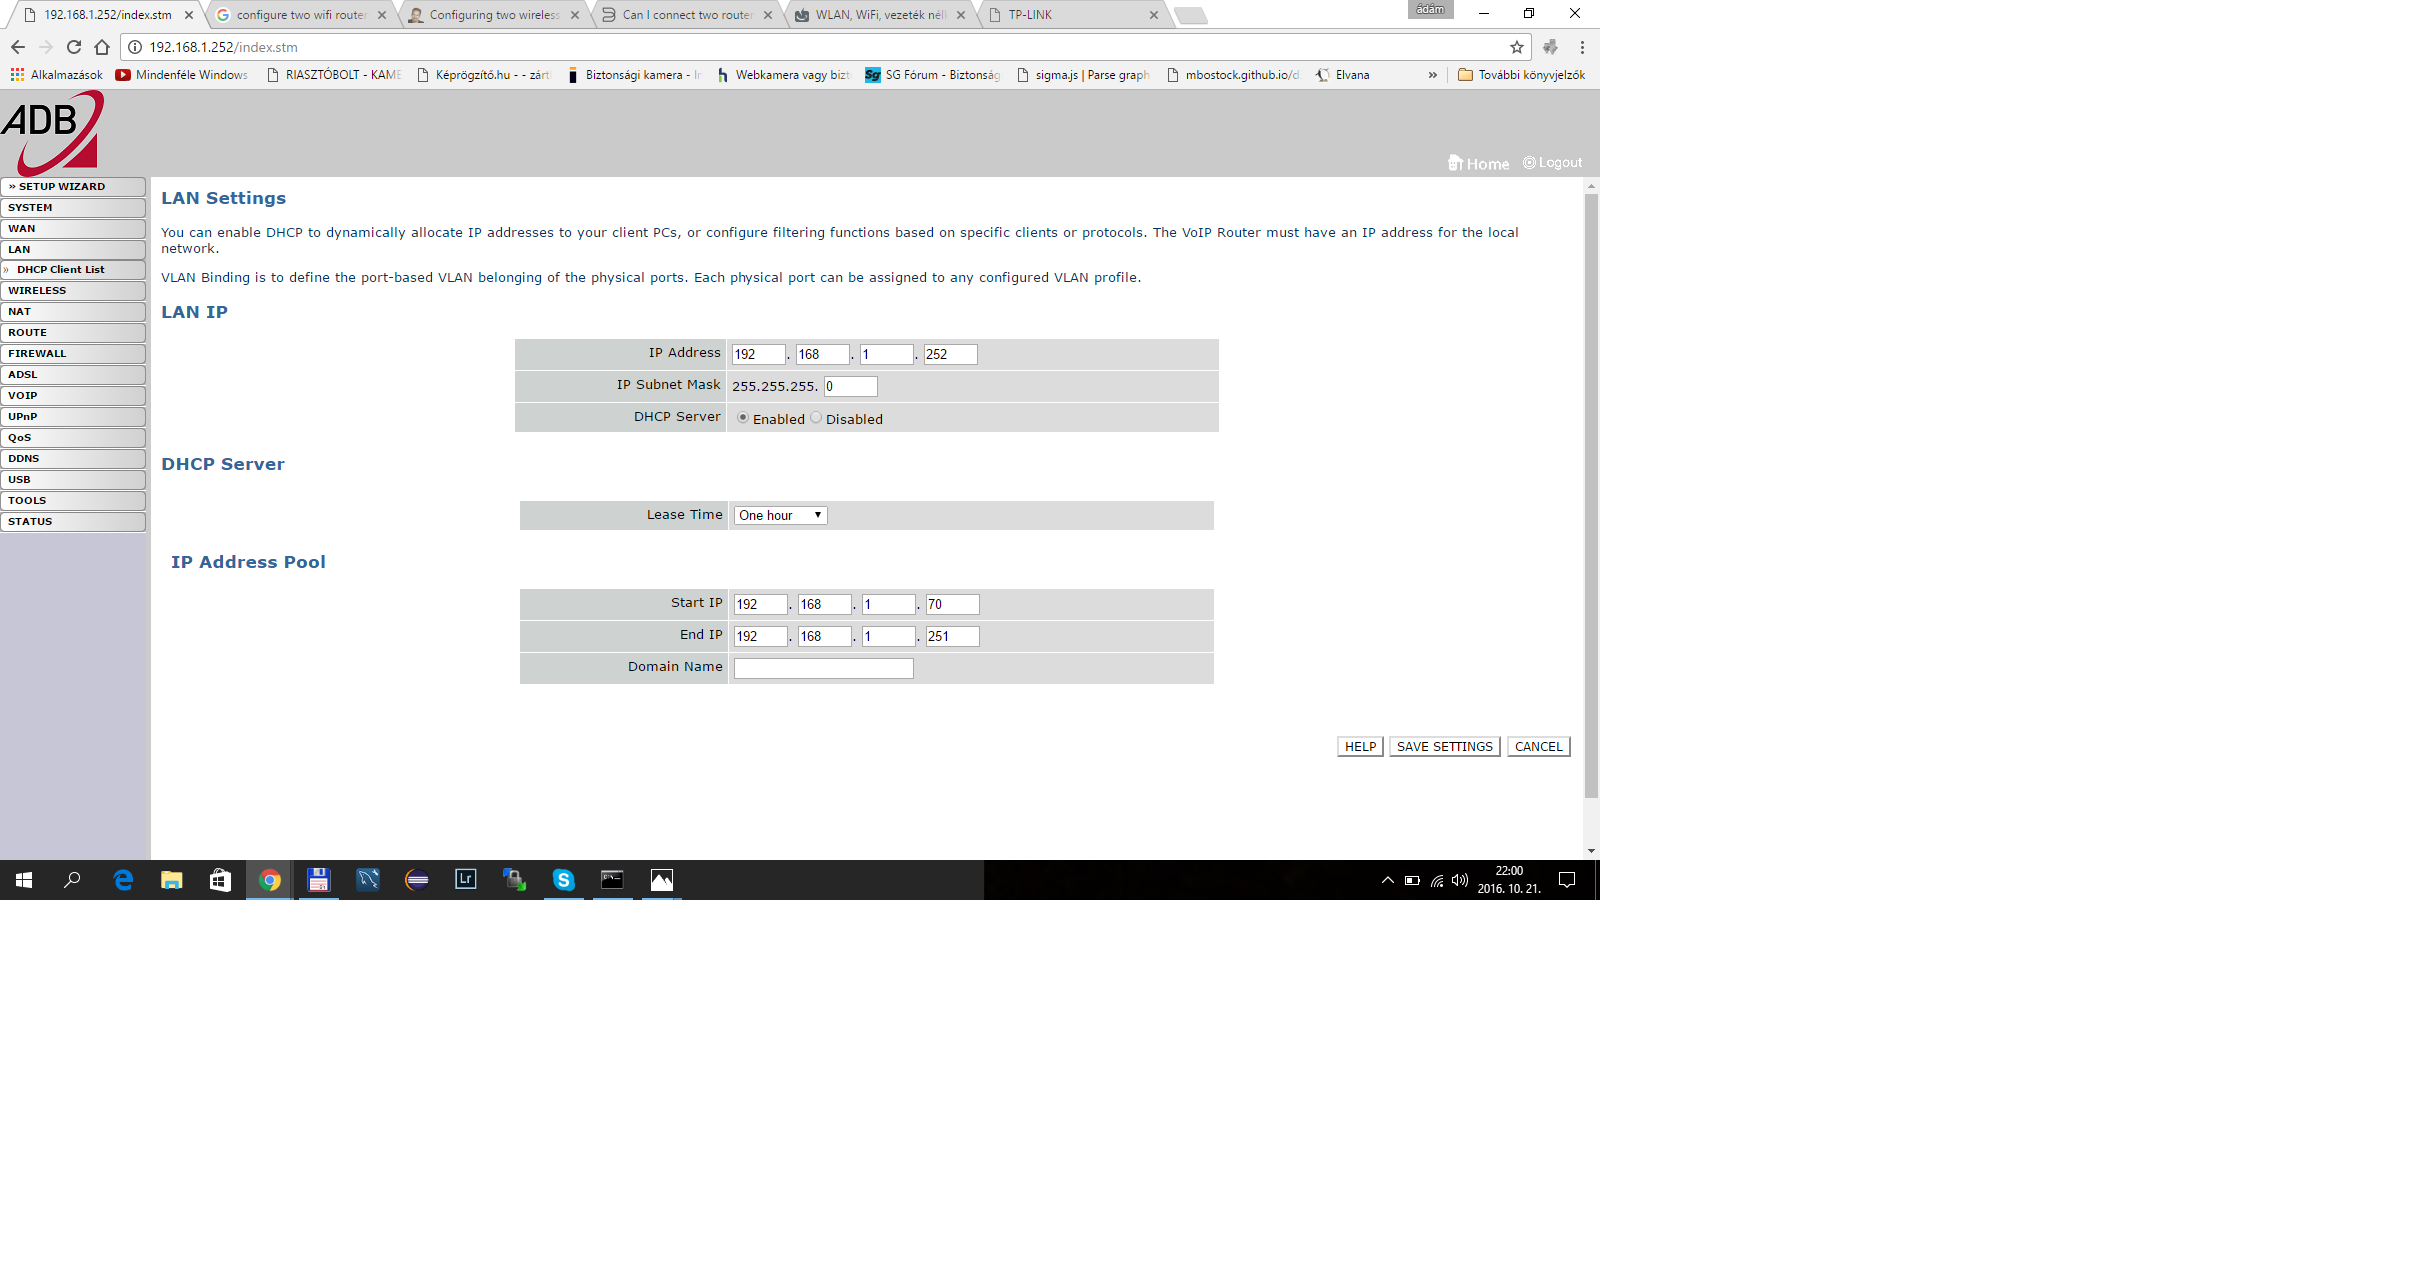 192.168.1.252/index.stm
configure two wifi router
Configuring two wireless
Can I connect two router
WLAN, WiFi, vezeték nél
TP-LINK
ádám
192.168.1.252/index.stm
Alkalmazások
Mindenféle Windows
RIASZTÓBOLT - KAME
Képrögzítő.hu - - zárt
Biztonsági kamera - I
Webkamera vagy bizt
Sg SG Fórum - Biztonság
sigma.js | Parse graph
mbostock.github.io/d
Elvana
»
További könyvjelzők
ADB
Home
Logout
» SETUP WIZARD
SYSTEM
WAN
LAN
» DHCP Client List
WIRELESS
NAT
ROUTE
FIREWALL
ADSL
VOIP
UPnP
QoS
DDNS
USB
TOOLS
STATUS
LAN Settings
You can enable DHCP to dynamically allocate IP addresses to your client PCs, or configure filtering functions based on specific clients or protocols. The VoIP Router must have an IP address for the local
network.
VLAN Binding is to define the port-based VLAN belonging of the physical ports. Each physical port can be assigned to any configured VLAN profile.
LAN IP
IP Address 192 . 168 . 1 . 252
IP Subnet Mask 255.255.255. 0
DHCP Server Enabled Disabled
DHCP Server
Lease Time One hour
IP Address Pool
Start IP 192 . 168 . 1 . 70
End IP 192 . 168 . 1 . 251
Domain Name
HELP SAVE SETTINGS CANCEL
Lr
22:00
2016. 10. 21.